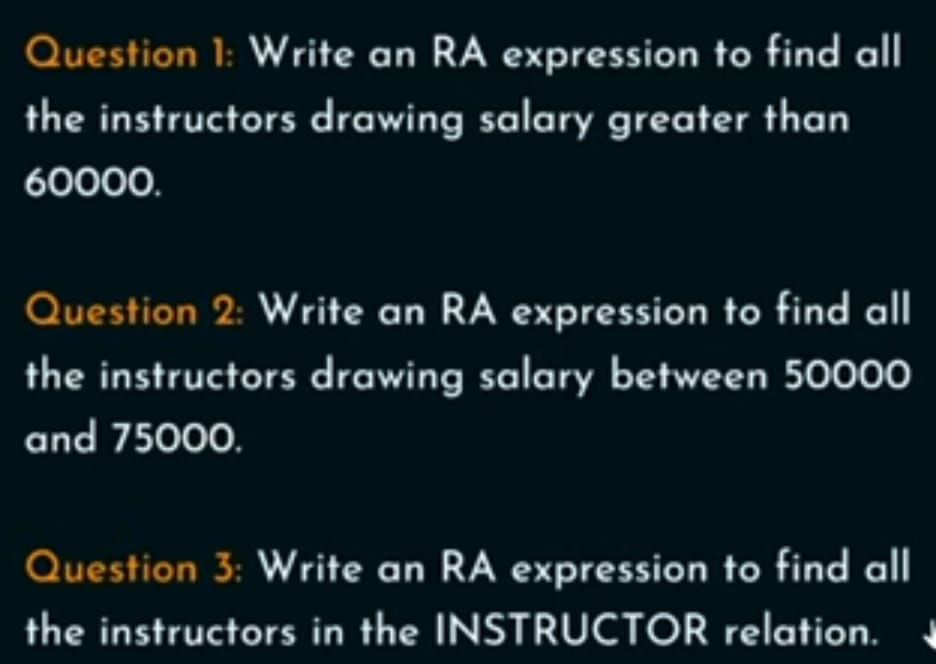 Question 1: Write an RA expression to find all
the instructors drawing salary greater than
60000.
Question 2: Write an RA expression to find all
the instructors drawing salary between 50000
and 75000.
Question 3: Write an RA expression to find all
the instructors in the INSTRUCTOR relation.